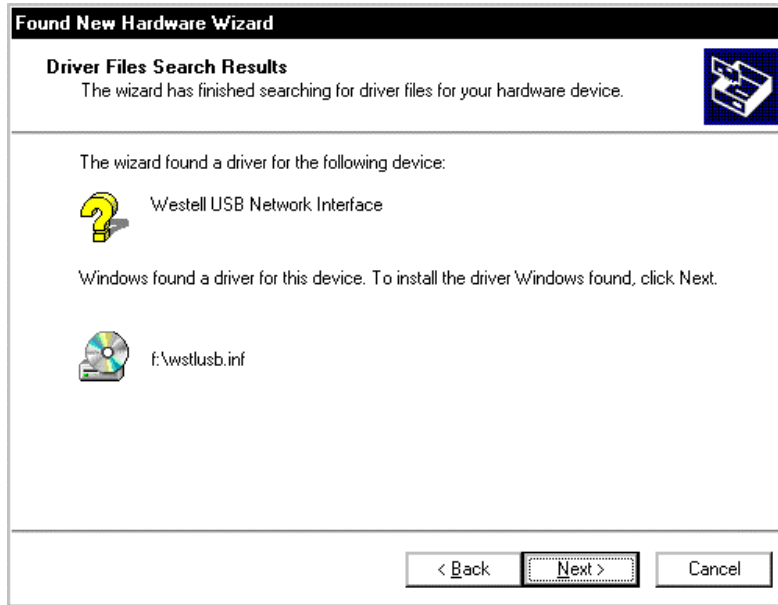 Found New Hardware Wizard
Driver Files Search Results
The wizard has finished searching for driver files for your hardware device.
The wizard found a driver for the following device:
Westell USB Network Interface
Windows found a driver for this device. To install the driver Windows found, click Next.
f:\wstlusb.inf
< Back Next > Cancel